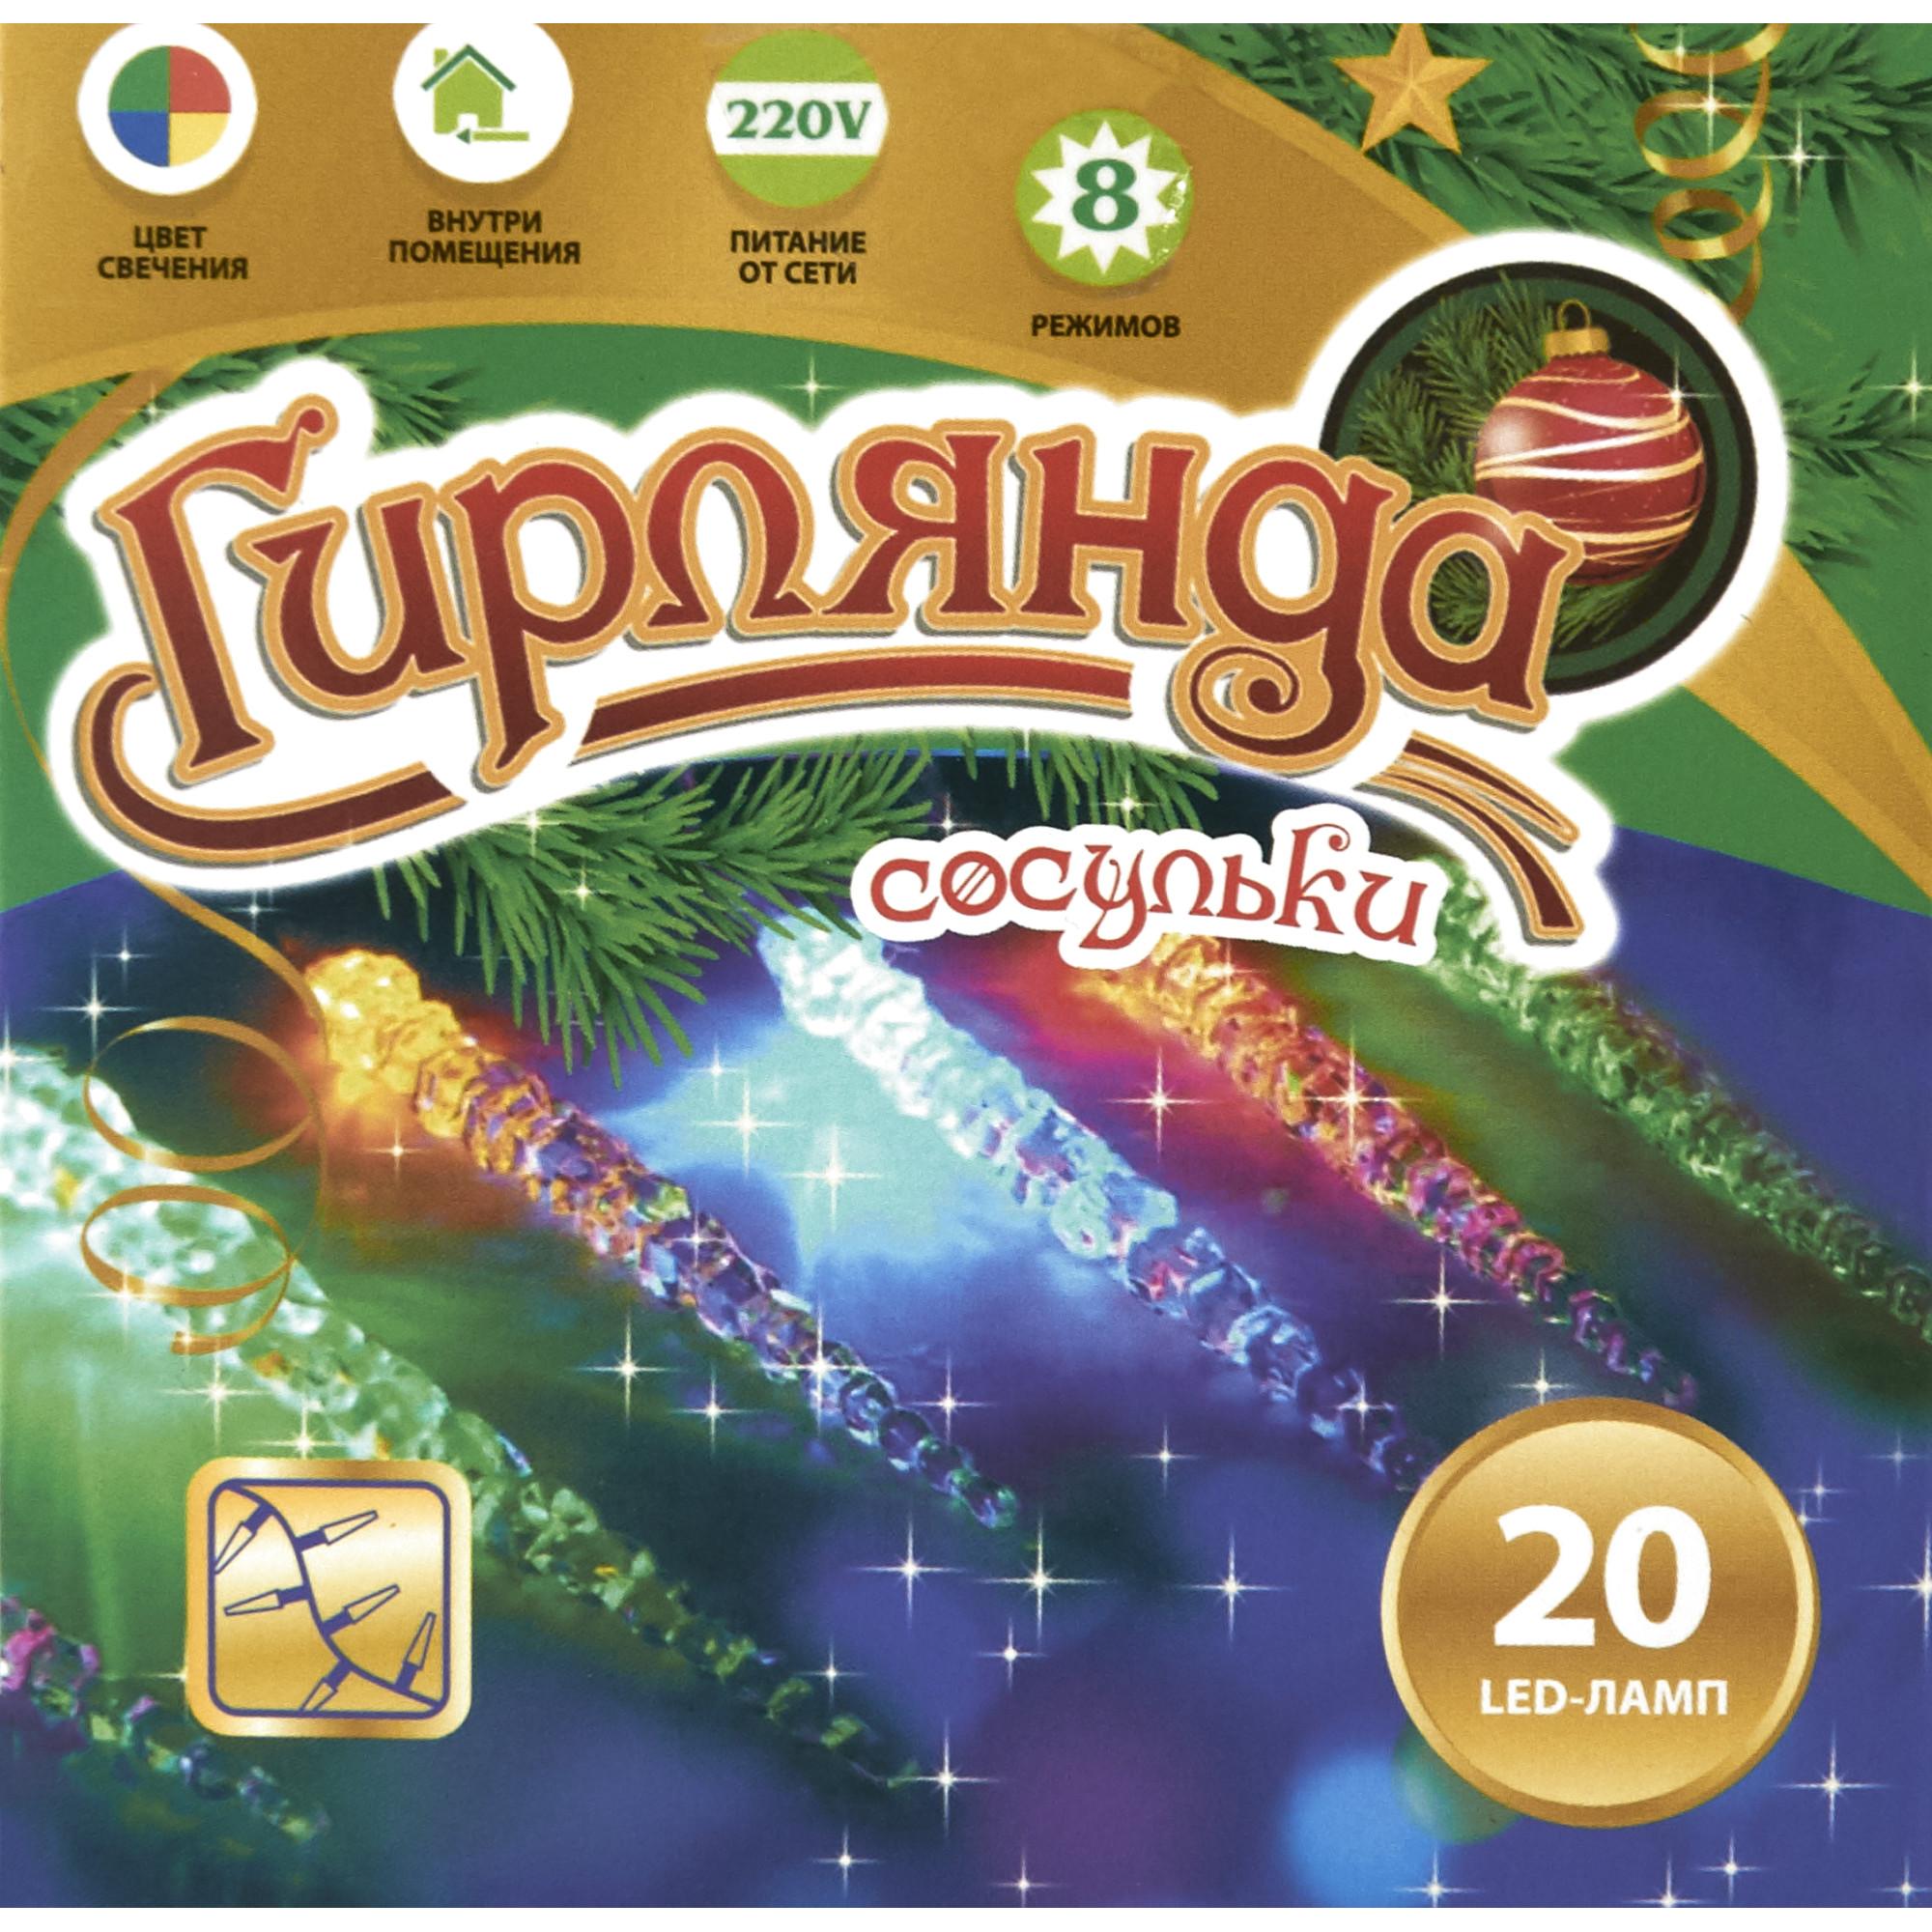 ЦВЕТ
СВЕЧЕНИЯ
ВНУТРИ
ПОМЕЩЕНИЯ
220V
ПИТАНИЕ
ОТ СЕТИ
8
РЕЖИМОВ
Гирлянда
сосульки
20
LED-ЛАМП